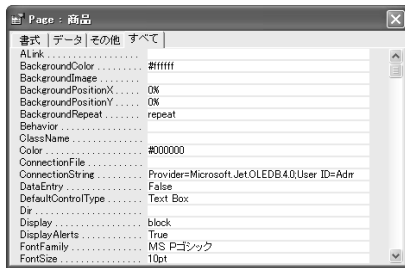 Page : 商品
書式 データ その他 すべて
ALink . . . . . . . . . . . . . . . . . .
BackgroundColor . . . . . . . . . #ffffff
BackgroundImage . . . . . . . .
BackgroundPositionX . . . . . 0%
BackgroundPositionY . . . . . 0%
BackgroundRepeat . . . . . . . repeat
Behavior . . . . . . . . . . . . . . . .
ClassName . . . . . . . . . . . . . .
Color . . . . . . . . . . . . . . . . . . #000000
ConnectionFile . . . . . . . . . . .
ConnectionString . . . . . . . . . Provider=Microsoft.Jet.OLEDB.4.0;User ID=Adm
DataEntry . . . . . . . . . . . . . . False
DefaultControlType . . . . . . Text Box
Dir . . . . . . . . . . . . . . . . . . . .
Display . . . . . . . . . . . . . . . . block
DisplayAlerts . . . . . . . . . . . . True
FontFamily . . . . . . . . . . . . . MS Pゴシック
FontSize . . . . . . . . . . . . . . . 10pt